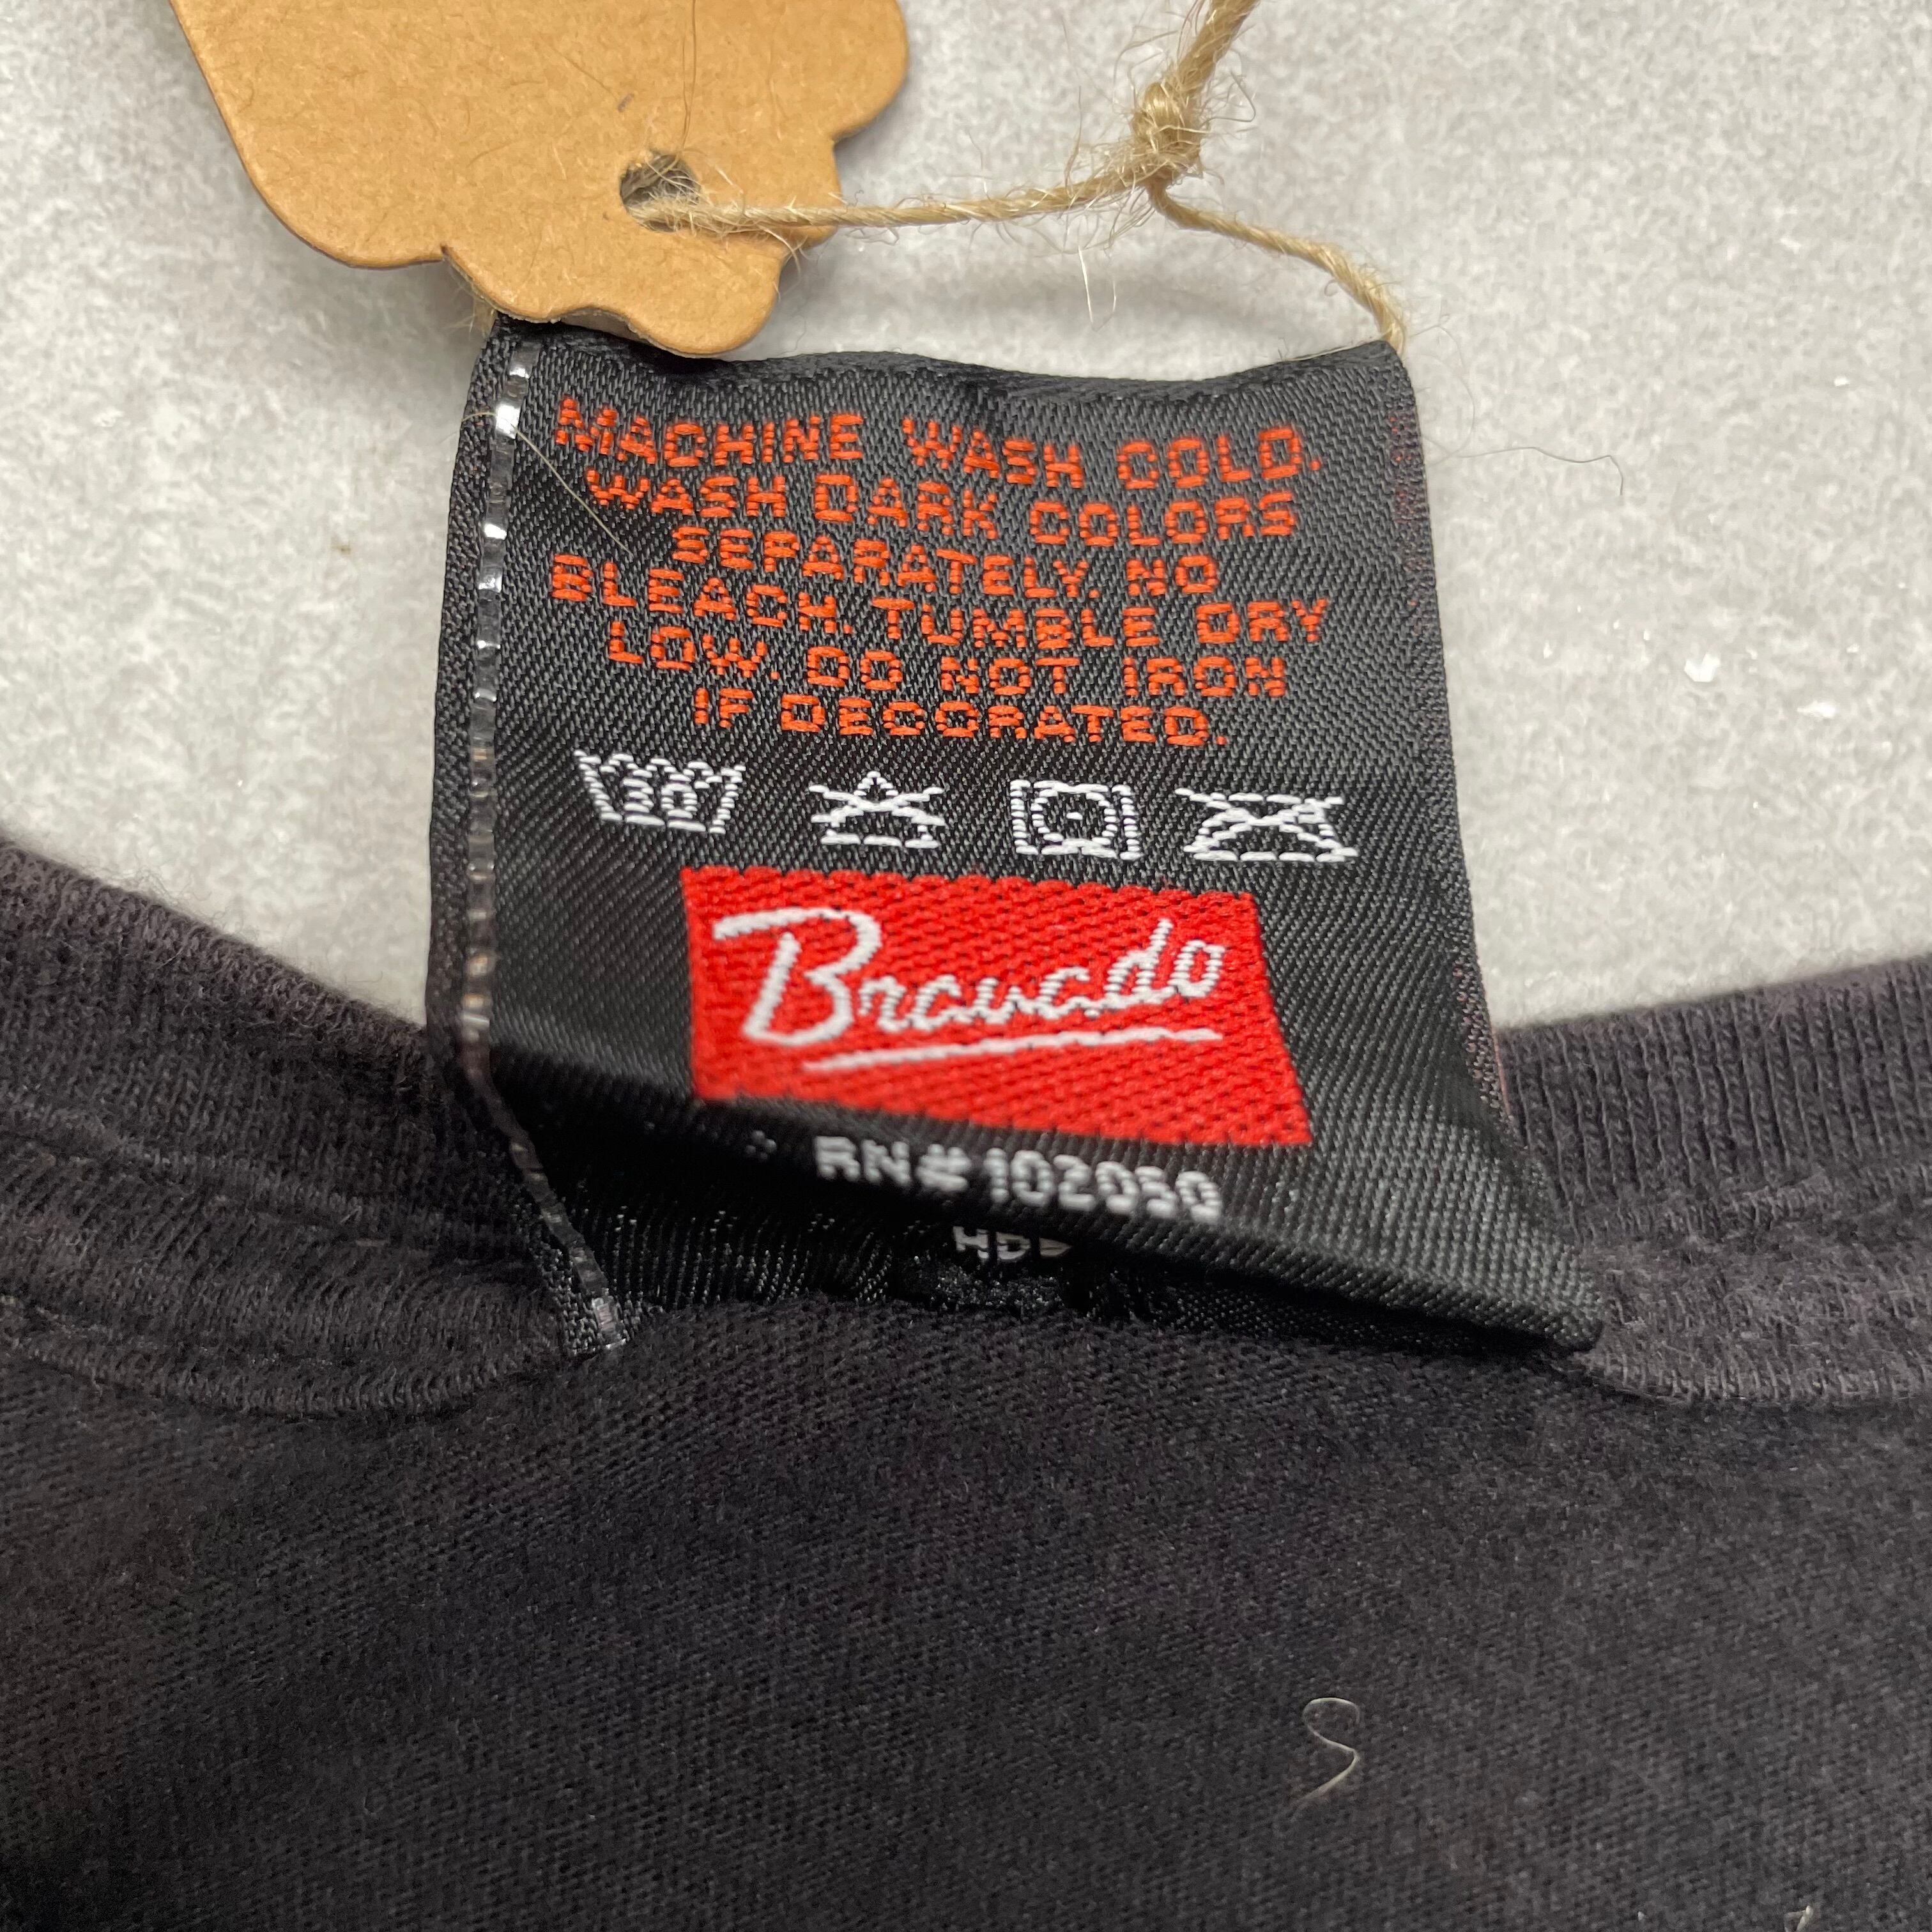 MACHINE WASH COLD.
WASH DARK COLORS
SEPARATELY. NO
BLEACH. TUMBLE DRY
LOW. DO NOT IRON
IF DECORATED.
30
Bravado
RN#102050